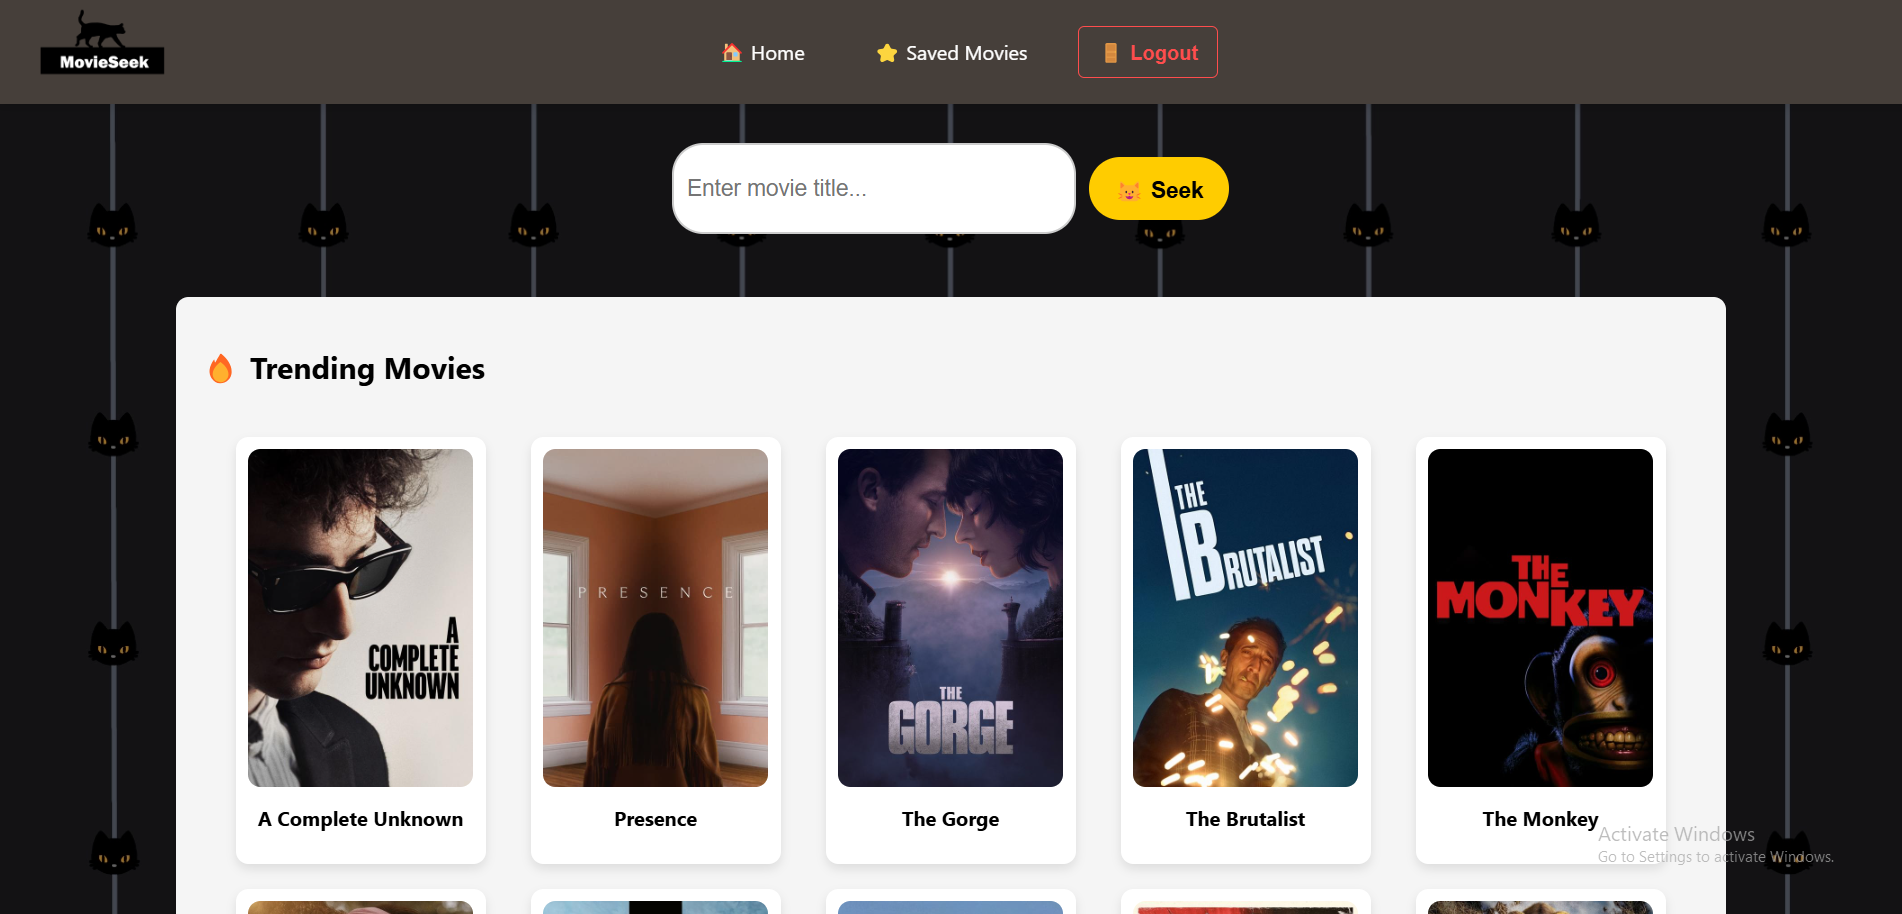 MovieSeek
🏠 Home
⭐ Saved Movies
🚪 Logout
Enter movie title...
😺 Seek
🔥 Trending Movies
A
COMPLETE
UNKNOWN
PRESENCE
THE
GORGE
THE
BRUTALIST
THE
MONKEY
A Complete Unknown
Presence
The Gorge
The Brutalist
The Monkey
Activate Windows
Go to Settings to activate Windows.